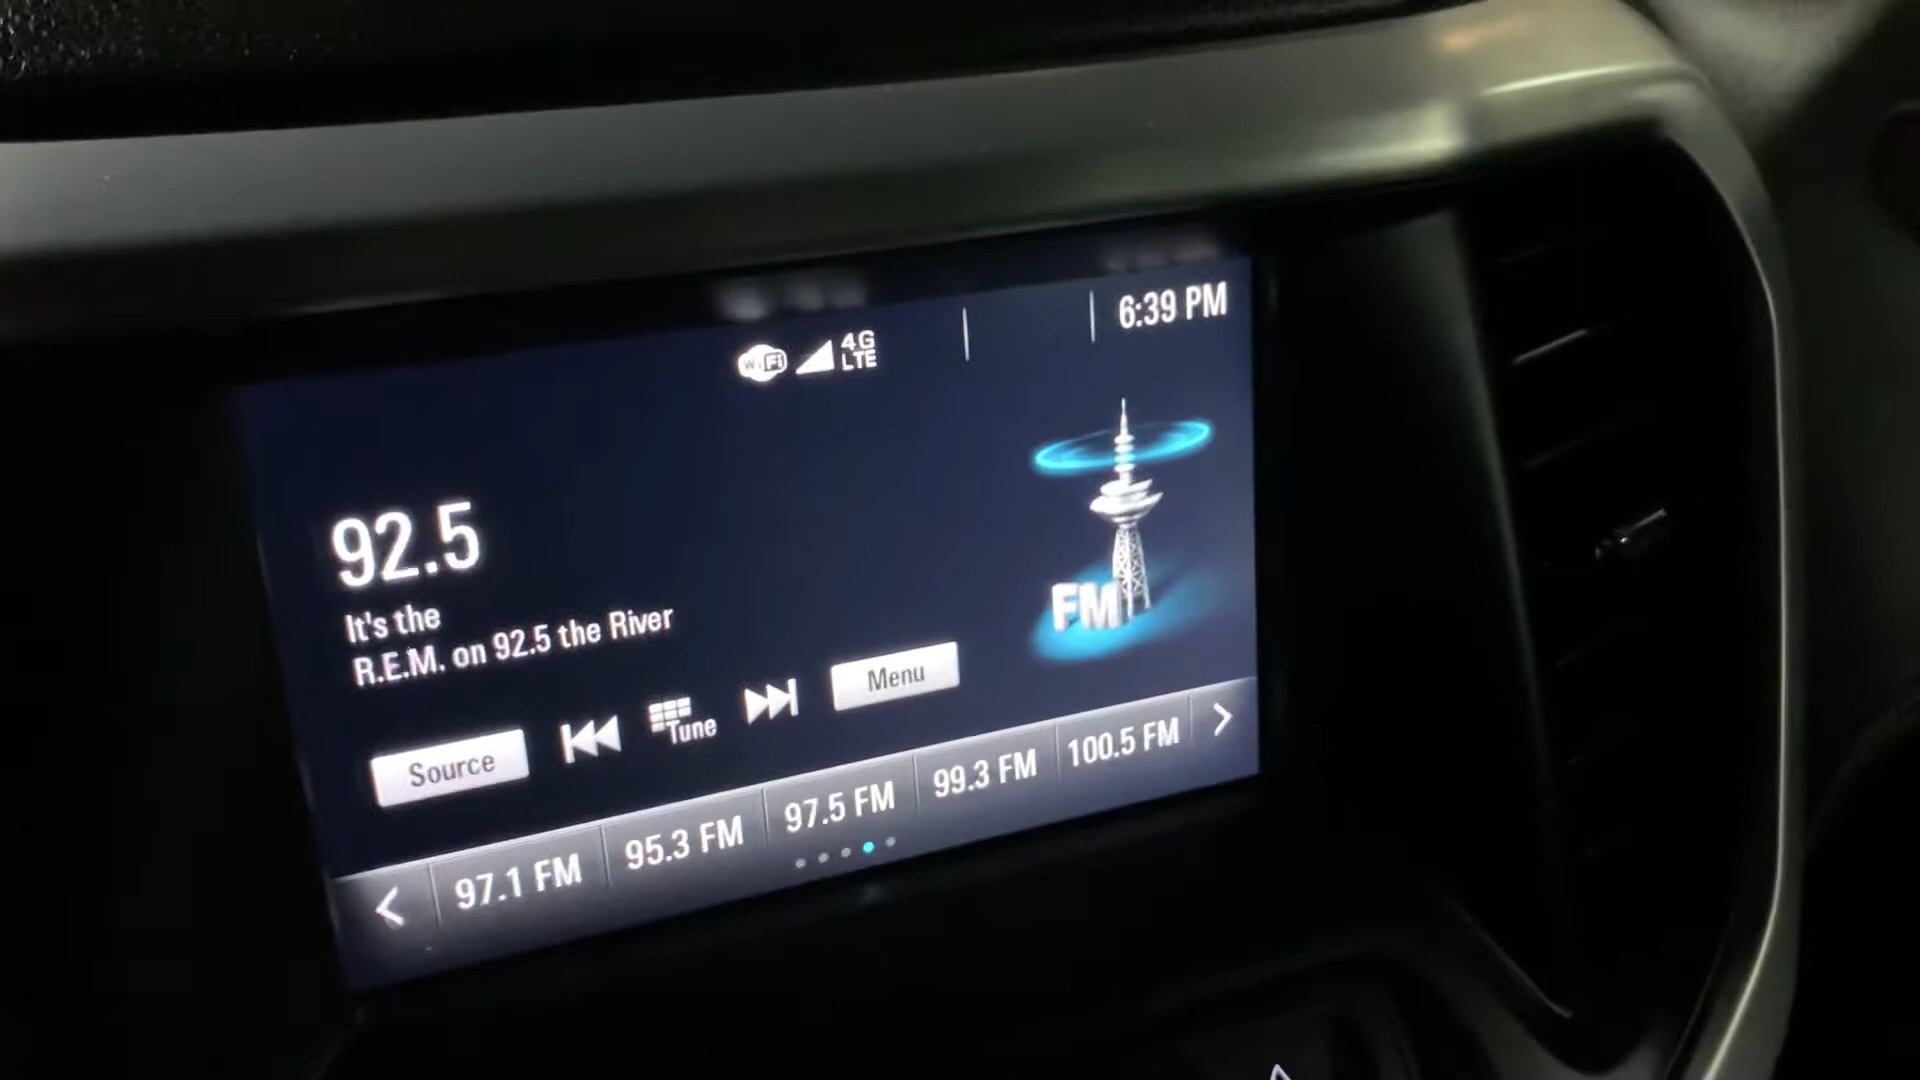 WiFi 4G LTE
6:39 PM
92.5
It's the
R.E.M. on 92.5 the River
FM
Source
Tune
Menu
97.1 FM
95.3 FM
97.5 FM
99.3 FM
100.5 FM